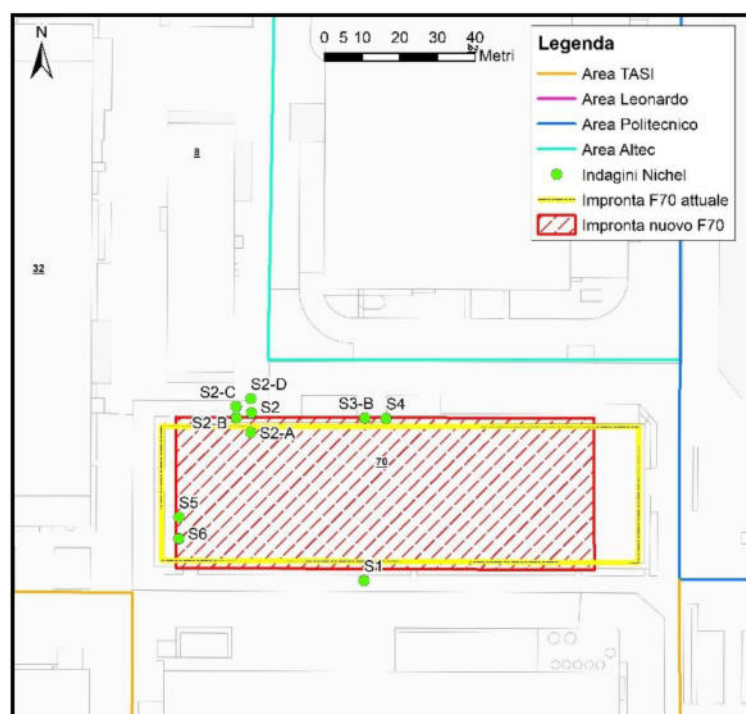 N
0 5 10 20 30 40
Metri
Legenda
Area TASI
Area Leonardo
Area Politecnico
Area Altec
Indagini Nichel
Impronta F70 attuale
Impronta nuovo F70
8
32
S2-D
S2-C
S2
S3-B
S4
S2-B
S2-A
70
S5
S6
S1